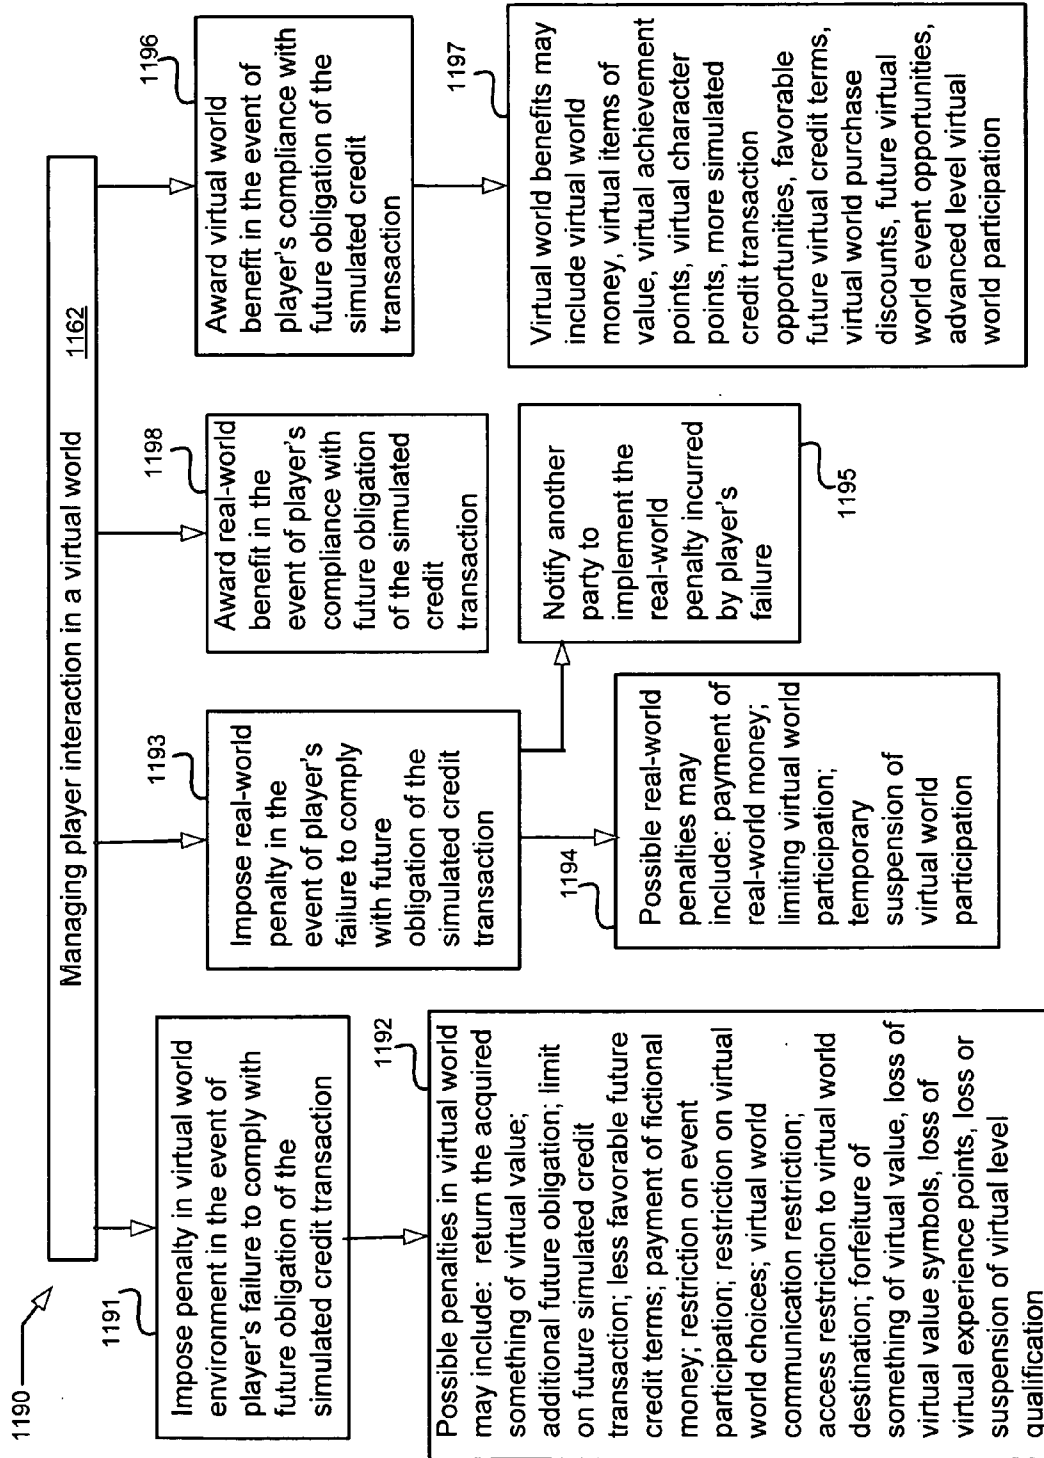 1190
Managing player interaction in a virtual world 1162
1191
Impose penalty in virtual world
environment in the event of
player's failure to comply with
future obligation of the
simulated credit transaction
1192
Possible penalties in virtual world
may include: return the acquired
something of virtual value;
additional future obligation; limit
on future simulated credit
transaction; less favorable future
credit terms; payment of fictional
money; restriction on event
participation; restriction on virtual
world choices; virtual world
communication restriction;
access restriction to virtual world
destination; forfeiture of
something of virtual value, loss of
virtual value symbols, loss of
virtual experience points, loss or
suspension of virtual level
qualification
1193
Impose real-world
penalty in the
event of player's
failure to comply
with future
obligation of the
simulated credit
transaction
1194
Possible real-world
penalties may
include: payment of
real-world money;
limiting virtual world
participation;
temporary
suspension of
virtual world
participation
1198
Award real-world
benefit in the
event of player's
compliance with
future obligation
of the simulated
credit
transaction
Notify another
party to
implement the
real-world
penalty incurred
by player's
failure
1195
1196
Award virtual world
benefit in the event of
player's compliance with
future obligation of the
simulated credit
transaction
1197
Virtual world benefits may
include virtual world
money, virtual items of
value, virtual achievement
points, virtual character
points, more simulated
credit transaction
opportunities, favorable
future virtual credit terms,
virtual world purchase
discounts, future virtual
world event opportunities,
advanced level virtual
world participation